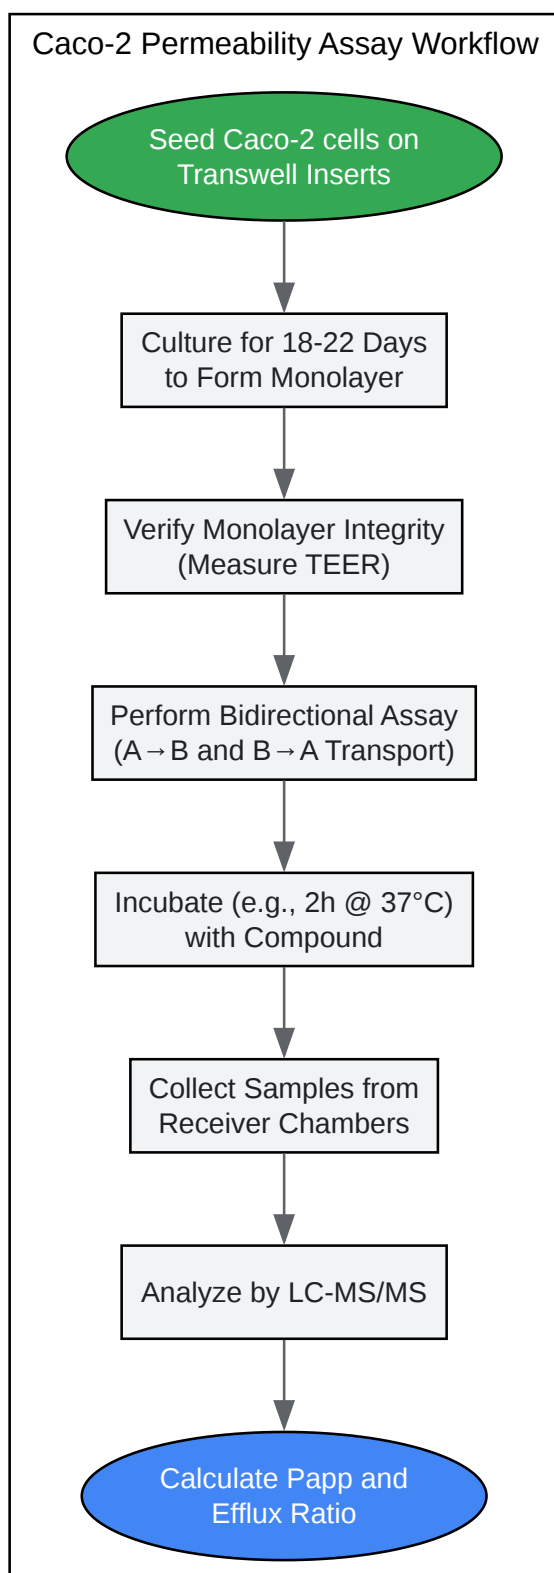 Caco-2 Permeability Assay Workflow
Seed Caco-2 cells on
Transwell Inserts
Culture for 18-22 Days
to Form Monolayer
Verify Monolayer Integrity
(Measure TEER)
Perform Bidirectional Assay
(A→B and B→A Transport)
Incubate (e.g., 2h @ 37°C)
with Compound
Collect Samples from
Receiver Chambers
Analyze by LC-MS/MS
Calculate Papp and
Efflux Ratio